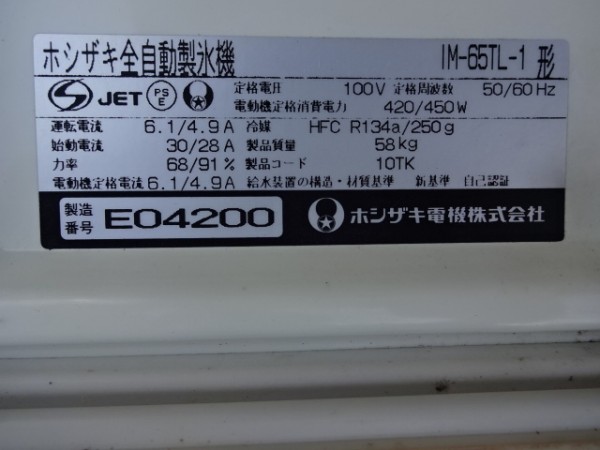 ホシザキ全自動製氷機 IM-65TL-1 形
S JET PS E 定格電圧 100V 定格周波数 50/60 Hz
電動機定格消費電力 420/450W
運転電流 6.1/4.9 A 冷媒 HFC R134a/250g
始動電流 30/28 A 製品質量 58kg
力率 68/91% 製品コード 10TK
電動機定格電流 6.1/4.9 A 給水装置の構造・材質基準 新基準 自己認証
製造番号 E04200 ホシザキ電機株式会社